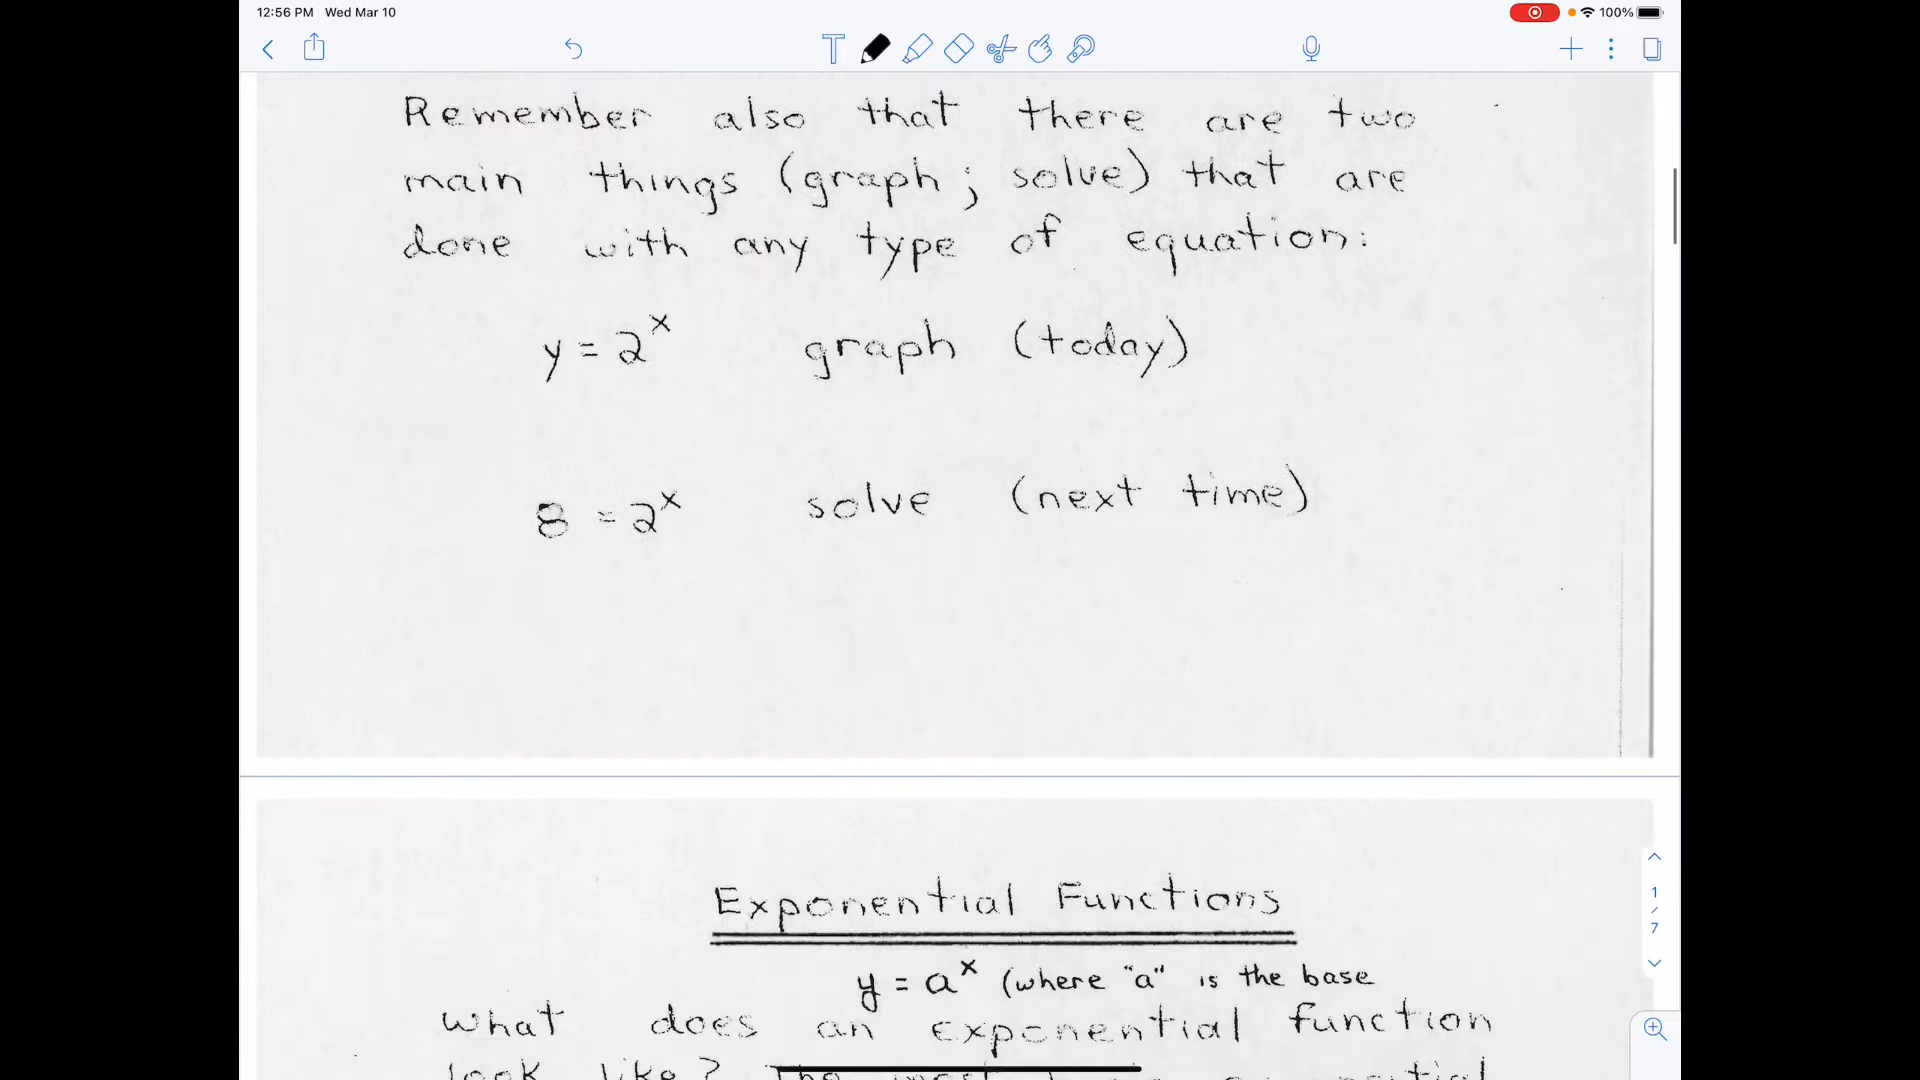 12:56 PM Wed Mar 10
100%
Remember also that there are two
main things (graph; solve) that are
done with any type of equation:
y = 2^x graph (today)
8 = 2^x solve (next time)
Exponential Functions
y = a^x (where "a" is the base
What does an exponential function
look like? The most
1
/
7